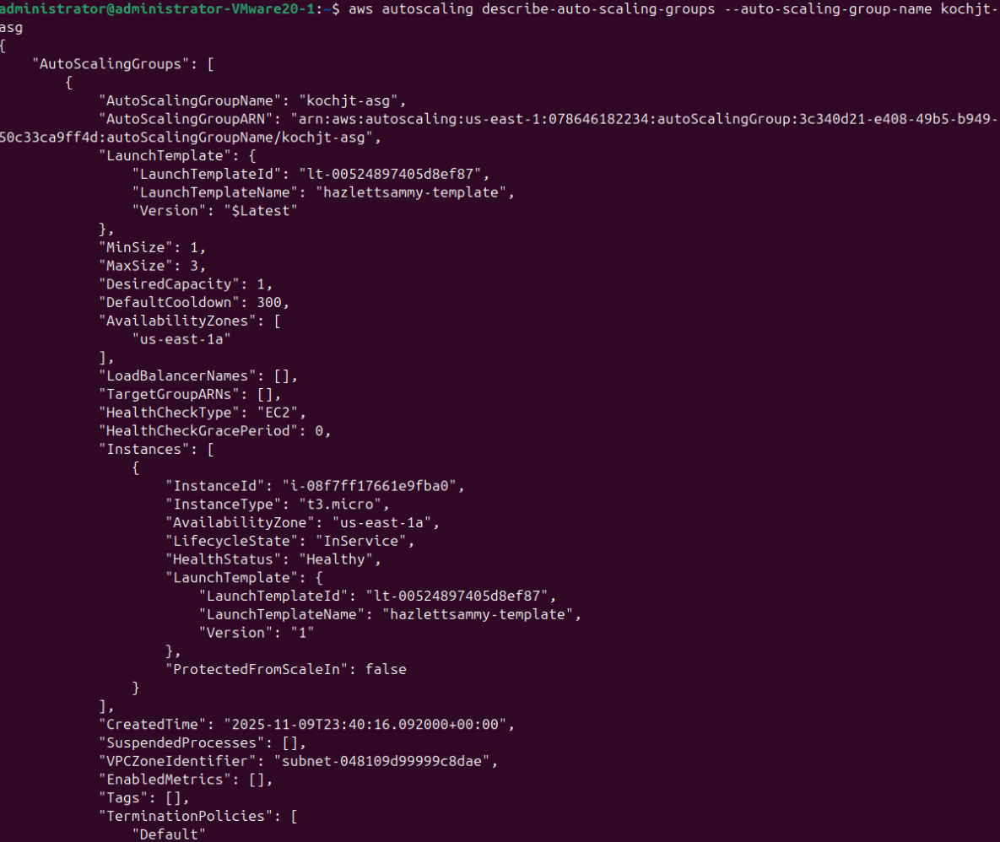 administrator@administrator-VMware20-1:~$ aws autoscaling describe-auto-scaling-groups --auto-scaling-group-name kochjt-
asg
{
    "AutoScalingGroups": [
        {
            "AutoScalingGroupName": "kochjt-asg",
            "AutoScalingGroupARN": "arn:aws:autoscaling:us-east-1:078646182234:autoScalingGroup:3c340d21-e408-49b5-b949-
50c33ca9ff4d:autoScalingGroupName/kochjt-asg",
            "LaunchTemplate": {
                "LaunchTemplateId": "lt-00524897405d8ef87",
                "LaunchTemplateName": "hazlettsammy-template",
                "Version": "$Latest"
            },
            "MinSize": 1,
            "MaxSize": 3,
            "DesiredCapacity": 1,
            "DefaultCooldown": 300,
            "AvailabilityZones": [
                "us-east-1a"
            ],
            "LoadBalancerNames": [],
            "TargetGroupARNs": [],
            "HealthCheckType": "EC2",
            "HealthCheckGracePeriod": 0,
            "Instances": [
                {
                    "InstanceId": "i-08f7ff17661e9fba0",
                    "InstanceType": "t3.micro",
                    "AvailabilityZone": "us-east-1a",
                    "LifecycleState": "InService",
                    "HealthStatus": "Healthy",
                    "LaunchTemplate": {
                        "LaunchTemplateId": "lt-00524897405d8ef87",
                        "LaunchTemplateName": "hazlettsammy-template",
                        "Version": "1"
                    },
                    "ProtectedFromScaleIn": false
                }
            ],
            "CreatedTime": "2025-11-09T23:40:16.092000+00:00",
            "SuspendedProcesses": [],
            "VPCZoneIdentifier": "subnet-048109d99999c8dae",
            "EnabledMetrics": [],
            "Tags": [],
            "TerminationPolicies": [
                "Default"